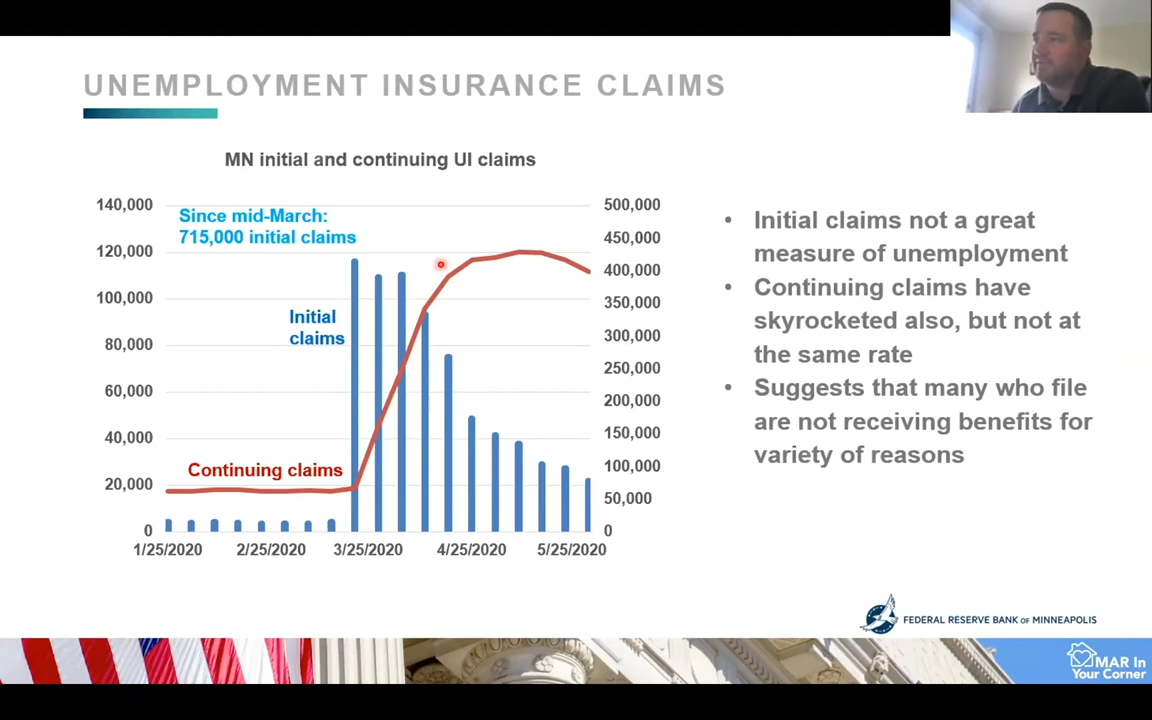 UNEMPLOYMENT INSURANCE CLAIMS
MN initial and continuing UI claims
140,000
120,000
100,000
80,000
60,000
40,000
20,000
0
500,000
450,000
400,000
350,000
300,000
250,000
200,000
150,000
100,000
50,000
0
Since mid-March:
715,000 initial claims
Initial
claims
Continuing claims
1/25/2020 2/25/2020 3/25/2020 4/25/2020 5/25/2020
• Initial claims not a great
measure of unemployment
• Continuing claims have
skyrocketed also, but not at
the same rate
• Suggests that many who file
are not receiving benefits for
variety of reasons
FEDERAL RESERVE BANK OF MINNEAPOLIS
MAR In
Your Corner